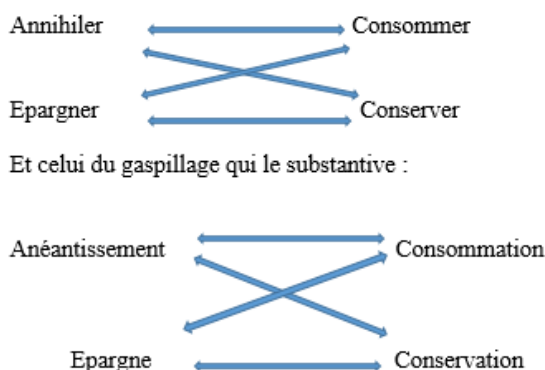 Annihiler Consommer
Epargner Conserver
Et celui du gaspillage qui le substantive :
Anéantissement Consommation
Epargne Conservation